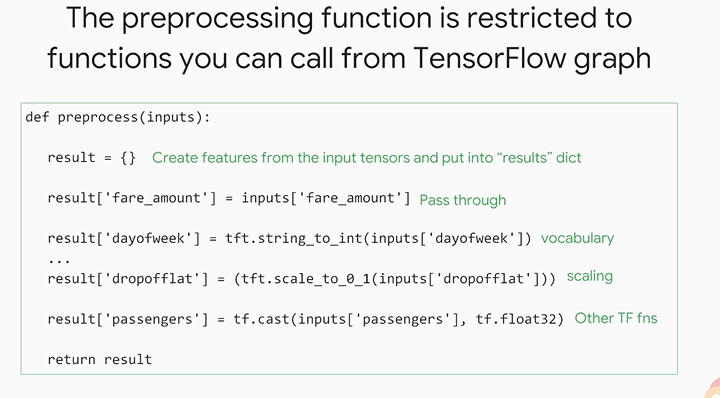 The preprocessing function is restricted to
functions you can call from TensorFlow graph
def preprocess(inputs):
result = {} Create features from the input tensors and put into “results” dict
result['fare_amount'] = inputs['fare_amount'] Pass through
result['dayofweek'] = tft.string_to_int(inputs['dayofweek']) vocabulary
...
result['dropofflat'] = (tft.scale_to_0_1(inputs['dropofflat'])) scaling
result['passengers'] = tf.cast(inputs['passengers'], tf.float32) Other TF fns
return result